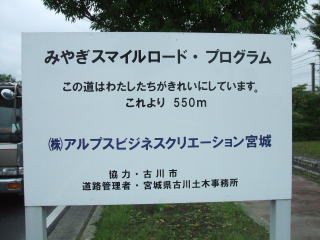 みやぎスマイルロード・プログラム
この道はわたしたちがきれいにしています。
これより 550m
㈱アルプスビジネスクリエーション宮城
協力・古川市
道路管理者・宮城県古川土木事務所